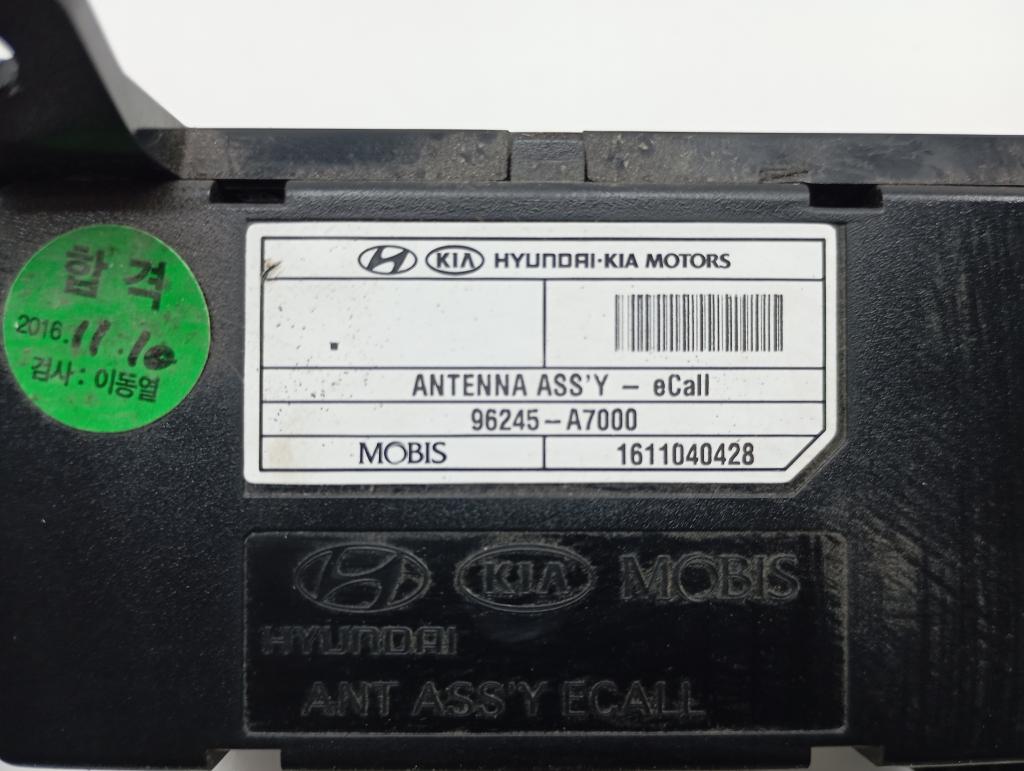 합격
2016.11.10
검사 : 이동열
KIA HYUNDAI·KIA MOTORS
ANTENNA ASS'Y - eCall
96245-A7000
MOBIS 1611040428
KIA MOBIS
HYUNDAI
ANT ASS'Y ECALL